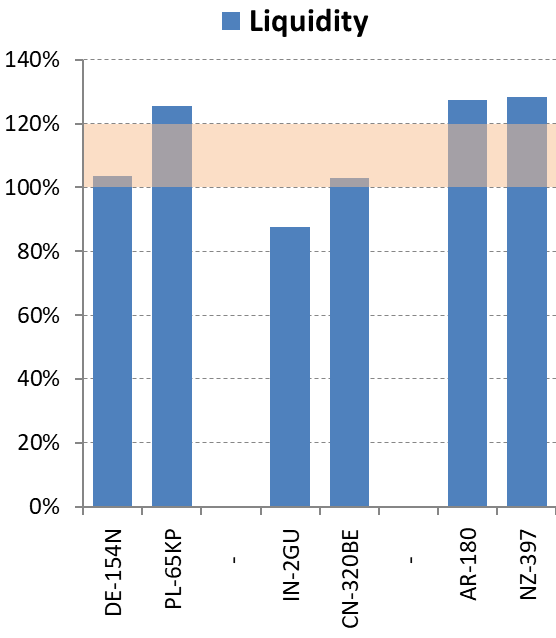 Liquidity
140%
120%
100%
80%
60%
40%
20%
0%
DE-154N
PL-65KP
-
IN-2GU
CN-320BE
-
AR-180
NZ-397